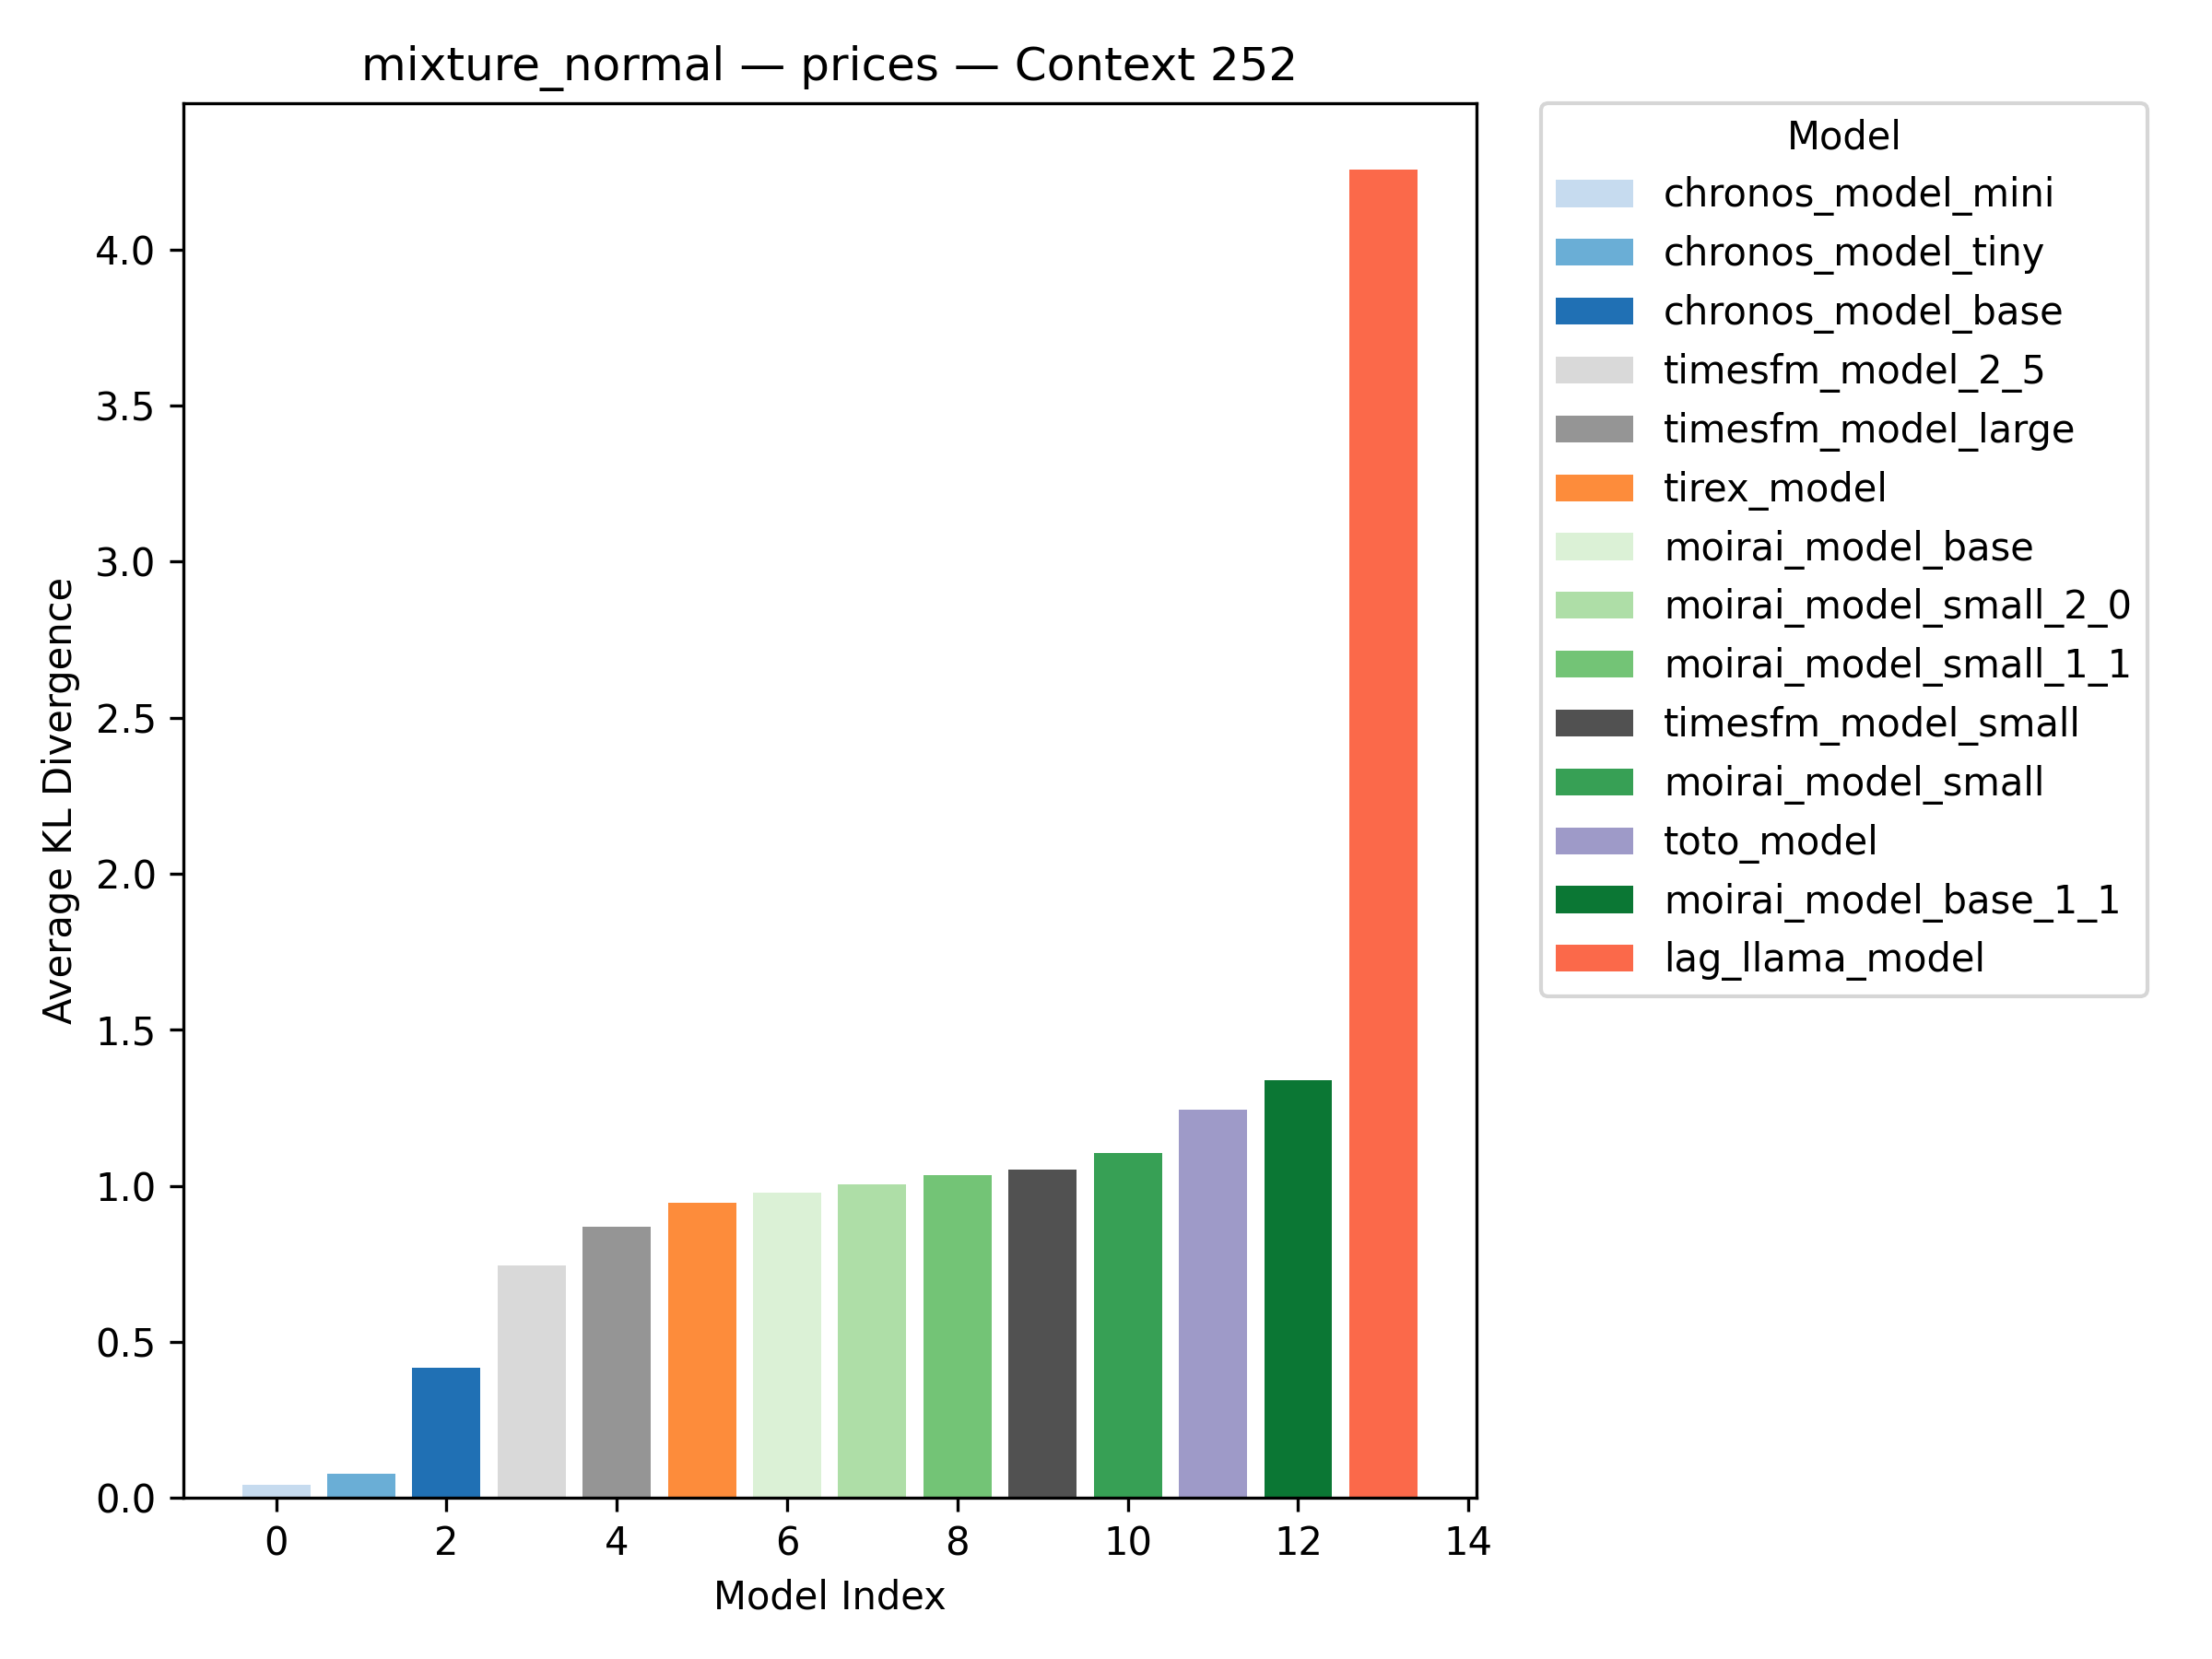 mixture_normal — prices — Context 252
Average KL Divergence
4.0
3.5
3.0
2.5
2.0
1.5
1.0
0.5
0.0
0 2 4 6 8 10 12 14
Model Index
Model
chronos_model_mini
chronos_model_tiny
chronos_model_base
timesfm_model_2_5
timesfm_model_large
tirex_model
moirai_model_base
moirai_model_small_2_0
moirai_model_small_1_1
timesfm_model_small
moirai_model_small
toto_model
moirai_model_base_1_1
lag_llama_model